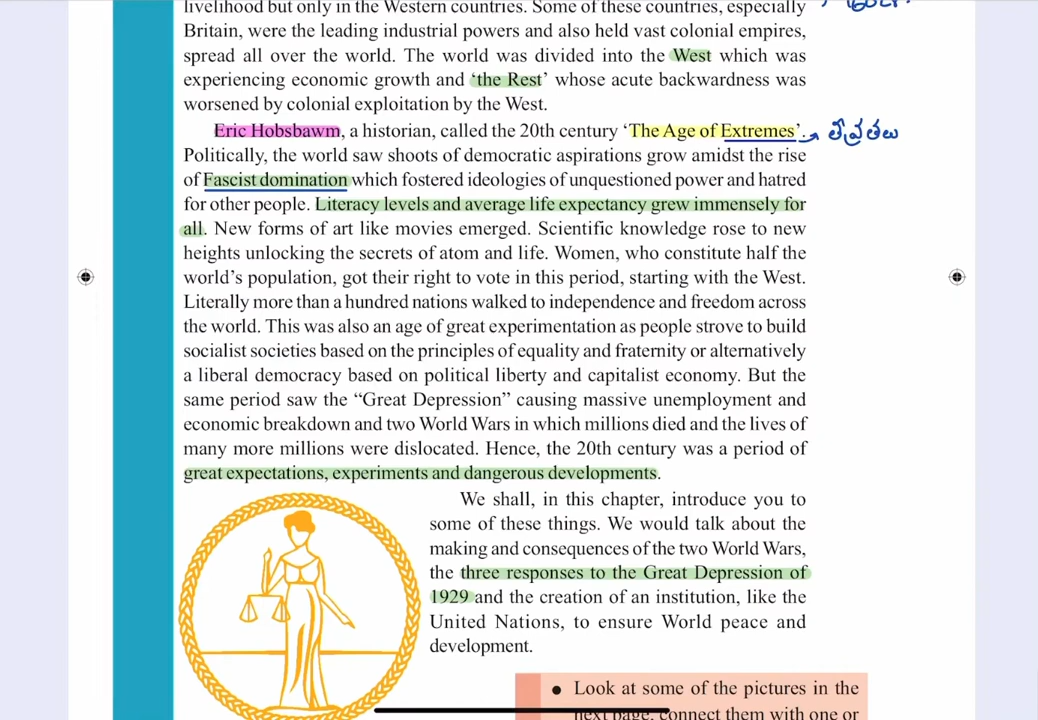 livelihood but only in the Western countries. Some of these countries, especially
Britain, were the leading industrial powers and also held vast colonial empires,
spread all over the world. The world was divided into the West which was
experiencing economic growth and ‘the Rest’ whose acute backwardness was
worsened by colonial exploitation by the West.
Eric Hobsbawm, a historian, called the 20th century ‘The Age of Extremes’. → తీవ్రతలు
Politically, the world saw shoots of democratic aspirations grow amidst the rise
of Fascist domination which fostered ideologies of unquestioned power and hatred
for other people. Literacy levels and average life expectancy grew immensely for
all. New forms of art like movies emerged. Scientific knowledge rose to new
heights unlocking the secrets of atom and life. Women, who constitute half the
world’s population, got their right to vote in this period, starting with the West.
Literally more than a hundred nations walked to independence and freedom across
the world. This was also an age of great experimentation as people strove to build
socialist societies based on the principles of equality and fraternity or alternatively
a liberal democracy based on political liberty and capitalist economy. But the
same period saw the “Great Depression” causing massive unemployment and
economic breakdown and two World Wars in which millions died and the lives of
many more millions were dislocated. Hence, the 20th century was a period of
great expectations, experiments and dangerous developments.
We shall, in this chapter, introduce you to
some of these things. We would talk about the
making and consequences of the two World Wars,
the three responses to the Great Depression of
1929 and the creation of an institution, like the
United Nations, to ensure World peace and
development.
● Look at some of the pictures in the
next page, connect them with one or